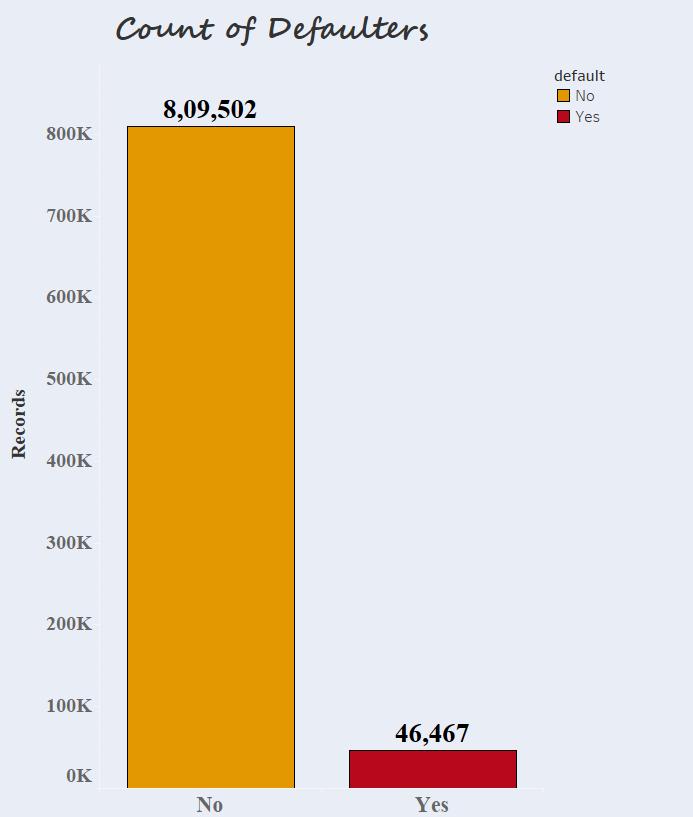 Count of Defaulters
default
No
Yes
8,09,502
800K
700K
600K
500K
400K
300K
200K
100K
0K
Records
46,467
No
Yes